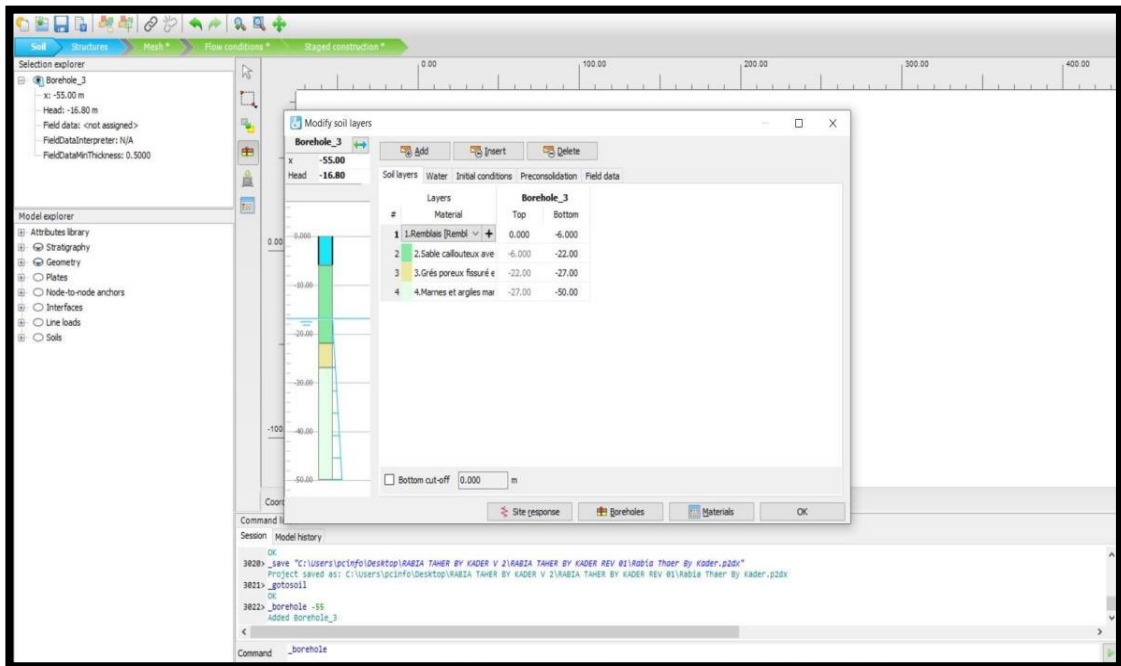 Soil Structures Mesh * Flow conditions * Staged construction *
Selection explorer
Borehole_3
x: -55.00 m
Head: -16.80 m
Field data: <not assigned>
FieldDataInterpreter: N/A
FieldDataMinThickness: 0.5000
Model explorer
Attributes library
Stratigraphy
Geometry
Plates
Node-to-node anchors
Interfaces
Line loads
Soils
0.00 100.00 200.00 300.00 400.00
0.00
-100
Coor
Modify soil layers
Borehole_3
x -55.00
Head -16.80
0.000
-10.00
-20.00
-30.00
-40.00
-50.00
Add Insert Delete
Soil layers Water Initial conditions Preconsolidation Field data
Layers Borehole_3
# Material Top Bottom
1 1.Remblais [Rembl 0.000 -6.000
2 2.Sable caillouteux ave -6.000 -22.00
3 3.Grés poreux fissuré e -22.00 -27.00
4 4.Marnes et argiles mar -27.00 -50.00
Bottom cut-off 0.000 m
Site response Boreholes Materials OK
Command li
Session Model history
OK
3020> _save "C:\Users\pcinfo\Desktop\RABIA TAHER BY KADER V 2\RABIA TAHER BY KADER REV 01\Rabia Thaer By Kader.p2dx"
Project saved as: C:\Users\pcinfo\Desktop\RABIA TAHER BY KADER V 2\RABIA TAHER BY KADER REV 01\Rabia Thaer By Kader.p2dx
3021> _gotosoil
OK
3022> _borehole -55
Added Borehole_3
Command _borehole